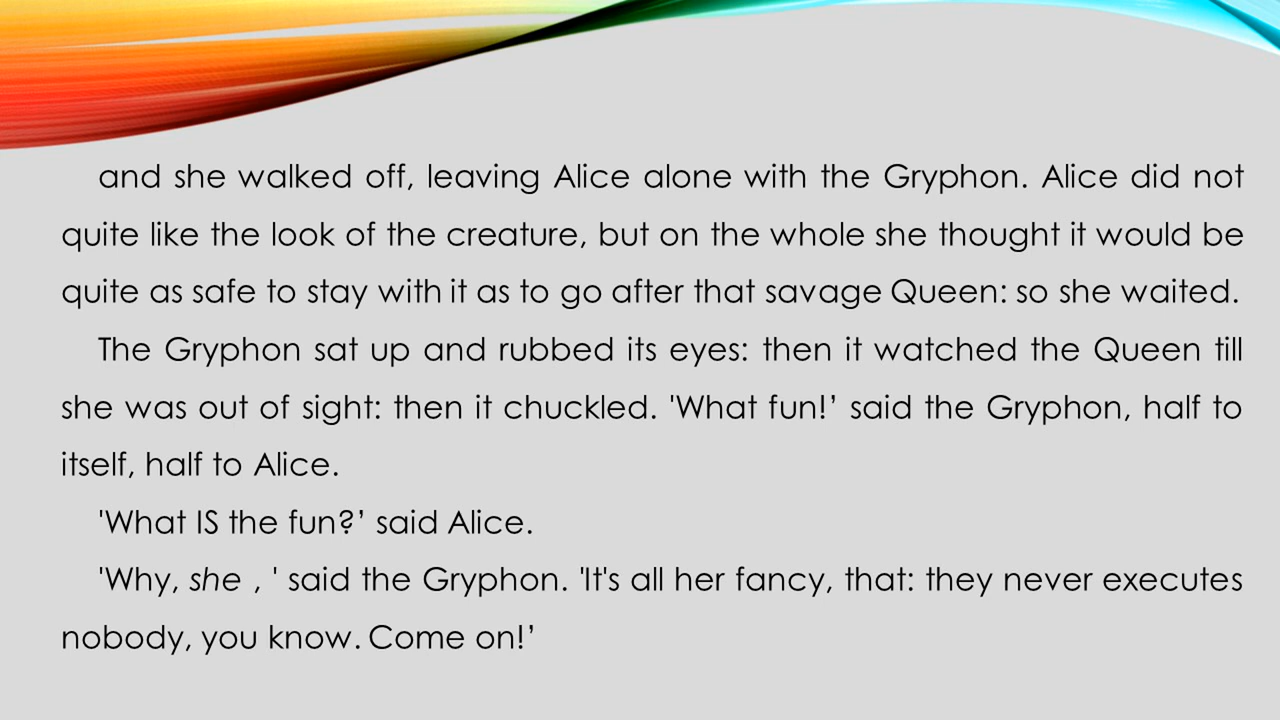 and she walked off, leaving Alice alone with the Gryphon. Alice did not
quite like the look of the creature, but on the whole she thought it would be
quite as safe to stay with it as to go after that savage Queen: so she waited.
The Gryphon sat up and rubbed its eyes: then it watched the Queen till
she was out of sight: then it chuckled. 'What fun!’ said the Gryphon, half to
itself, half to Alice.
'What IS the fun?’ said Alice.
'Why, she , ' said the Gryphon. 'It's all her fancy, that: they never executes
nobody, you know. Come on!’